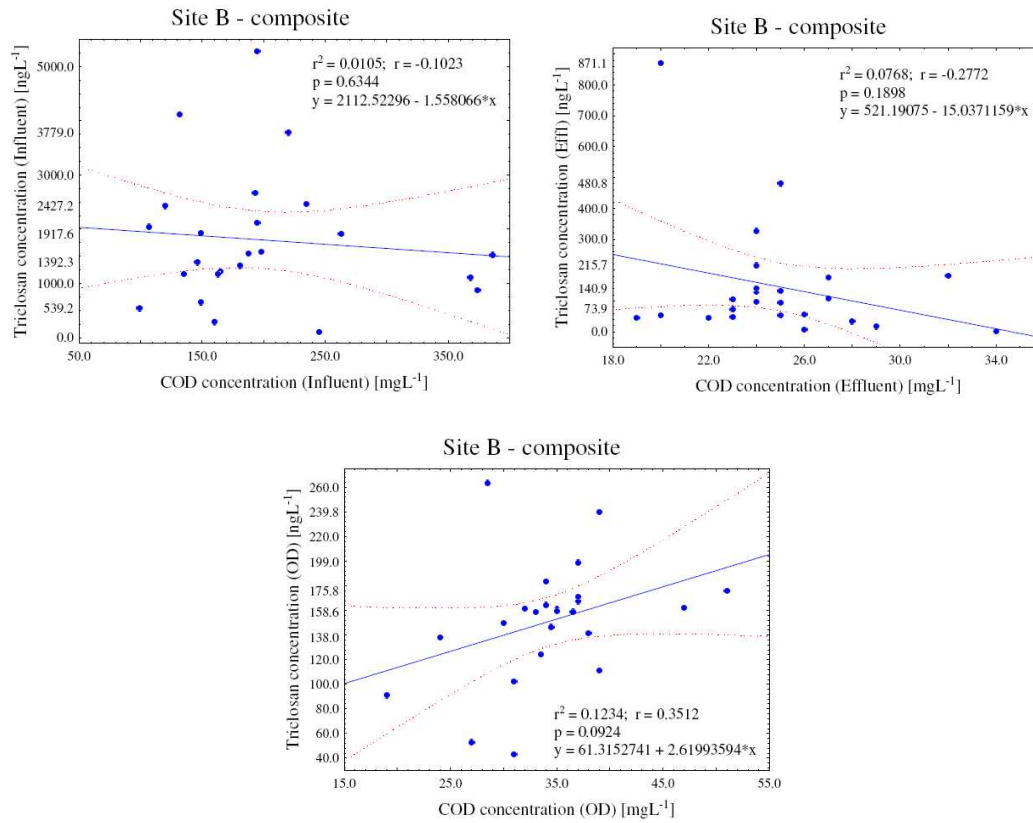 Site B - composite
Triclosan concentration (Influent) [ngL⁻¹]
5000.0
3779.0
3000.0
2427.2
1917.6
1392.3
1000.0
539.2
0.0
r² = 0.0105; r = -0.1023
p = 0.6344
y = 2112.52296 - 1.558066*x
50.0 150.0 250.0 350.0
COD concentration (Influent) [mgL⁻¹]
Site B - composite
Triclosan concentration (Effl) [ngL⁻¹]
871.1
800.0
700.0
600.0
480.8
400.0
300.0
215.7
140.9
73.9
0.0
r² = 0.0768; r = -0.2772
p = 0.1898
y = 521.19075 - 15.0371159*x
18.0 22.0 26.0 30.0 34.0
COD concentration (Effluent) [mgL⁻¹]
Site B - composite
Triclosan concentration (OD) [ngL⁻¹]
260.0
239.8
199.0
175.8
158.6
138.0
120.0
100.0
80.0
60.0
40.0
r² = 0.1234; r = 0.3512
p = 0.0924
y = 61.3152741 + 2.61993594*x
15.0 25.0 35.0 45.0 55.0
COD concentration (OD) [mgL⁻¹]